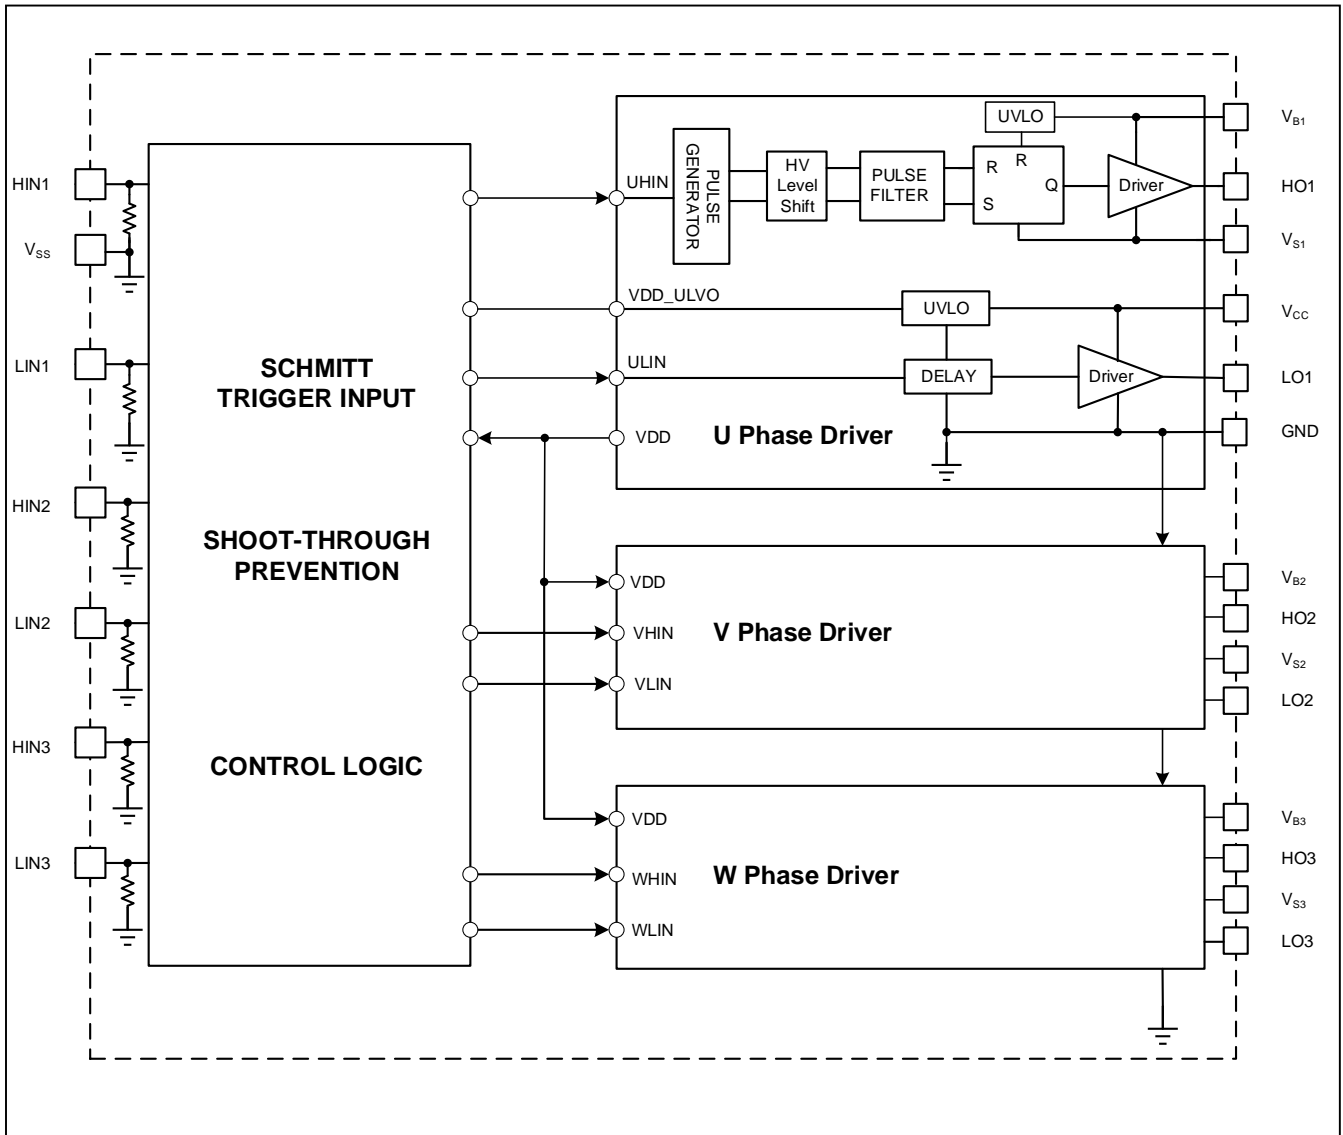 HIN1
VSS
LIN1
HIN2
LIN2
HIN3
LIN3
SCHMITT
TRIGGER INPUT
SHOOT-THROUGH
PREVENTION
CONTROL LOGIC
UHIN
PULSE
GENERATOR
HV
Level
Shift
PULSE
FILTER
UVLO
R
R
S
Q
Driver
VDD_ULVO
UVLO
ULIN
DELAY
Driver
VDD
U Phase Driver
VDD
VHIN
VLIN
V Phase Driver
VDD
WHIN
WLIN
W Phase Driver
VB1
HO1
VS1
VCC
LO1
GND
VB2
HO2
VS2
LO2
VB3
HO3
VS3
LO3